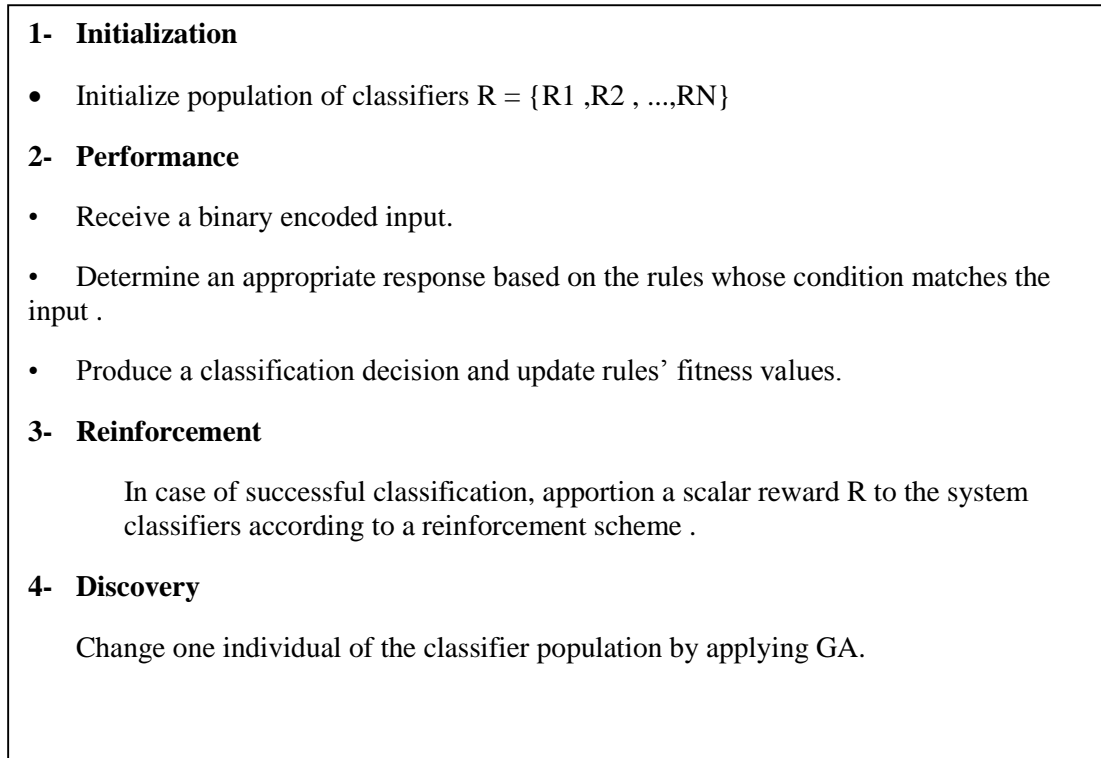 1- Initialization
• Initialize population of classifiers R = {R1 ,R2 , ...,RN}
2- Performance
• Receive a binary encoded input.
• Determine an appropriate response based on the rules whose condition matches the
input .
• Produce a classification decision and update rules’ fitness values.
3- Reinforcement
In case of successful classification, apportion a scalar reward R to the system
classifiers according to a reinforcement scheme .
4- Discovery
Change one individual of the classifier population by applying GA.